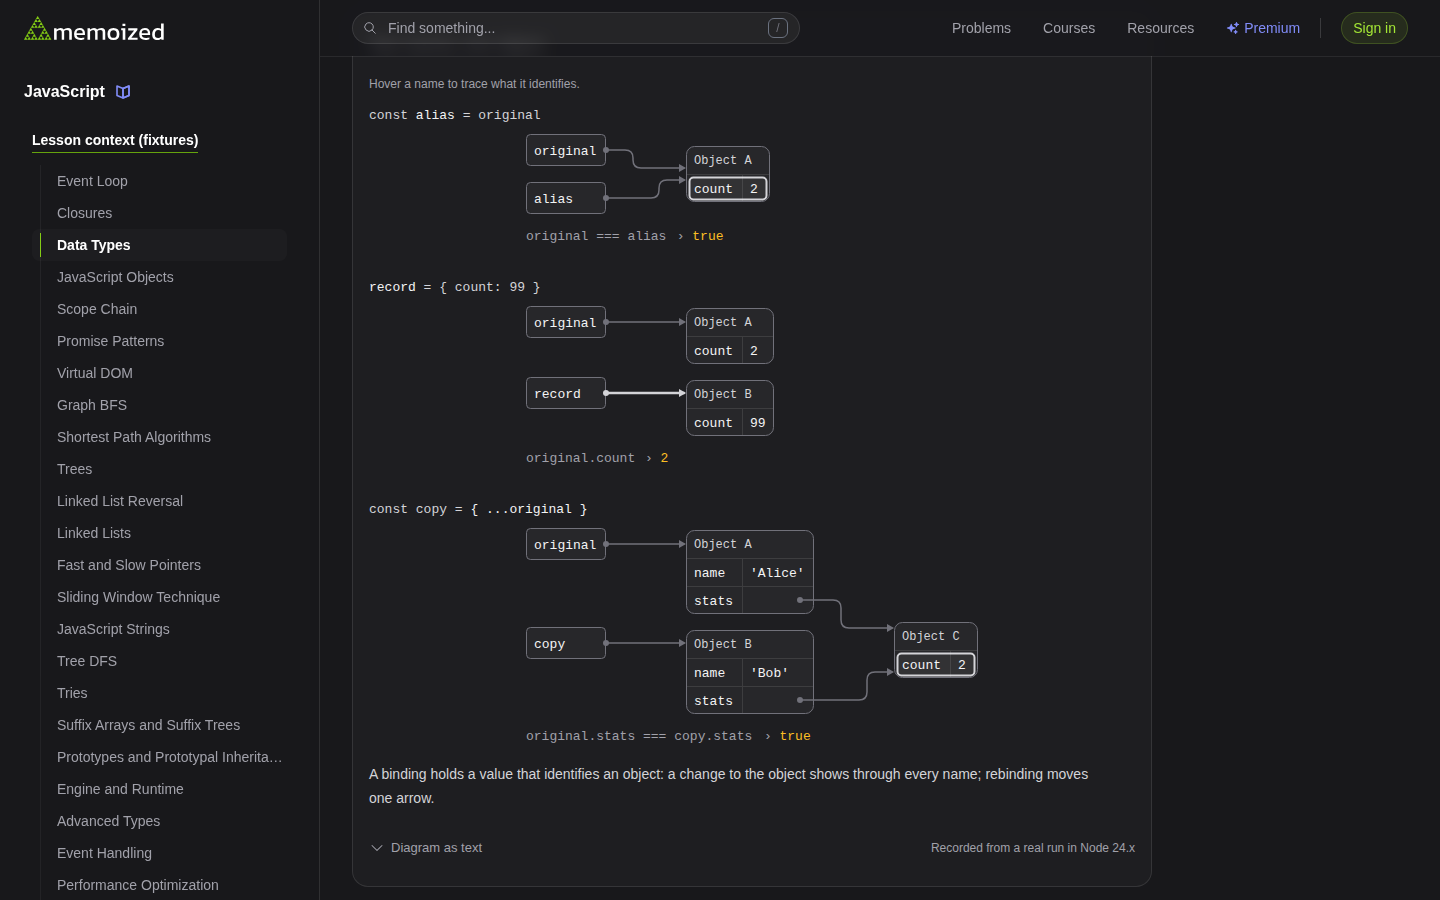 memoized
Find something...
/
Problems
Courses
Resources
Premium
Sign in
JavaScript
Lesson context (fixtures)
Event Loop
Closures
Data Types
JavaScript Objects
Scope Chain
Promise Patterns
Virtual DOM
Graph BFS
Shortest Path Algorithms
Trees
Linked List Reversal
Linked Lists
Fast and Slow Pointers
Sliding Window Technique
JavaScript Strings
Tree DFS
Tries
Suffix Arrays and Suffix Trees
Prototypes and Prototypal Inherita…
Engine and Runtime
Advanced Types
Event Handling
Performance Optimization
Hover a name to trace what it identifies.
const alias = original
original
alias
Object A
count 2
original === alias › true
record = { count: 99 }
original
Object A
count 2
record
Object B
count 99
original.count › 2
const copy = { ...original }
original
Object A
name 'Alice'
stats
copy
Object B
name 'Bob'
stats
Object C
count 2
original.stats === copy.stats › true
A binding holds a value that identifies an object: a change to the object shows through every name; rebinding moves
one arrow.
Diagram as text
Recorded from a real run in Node 24.x